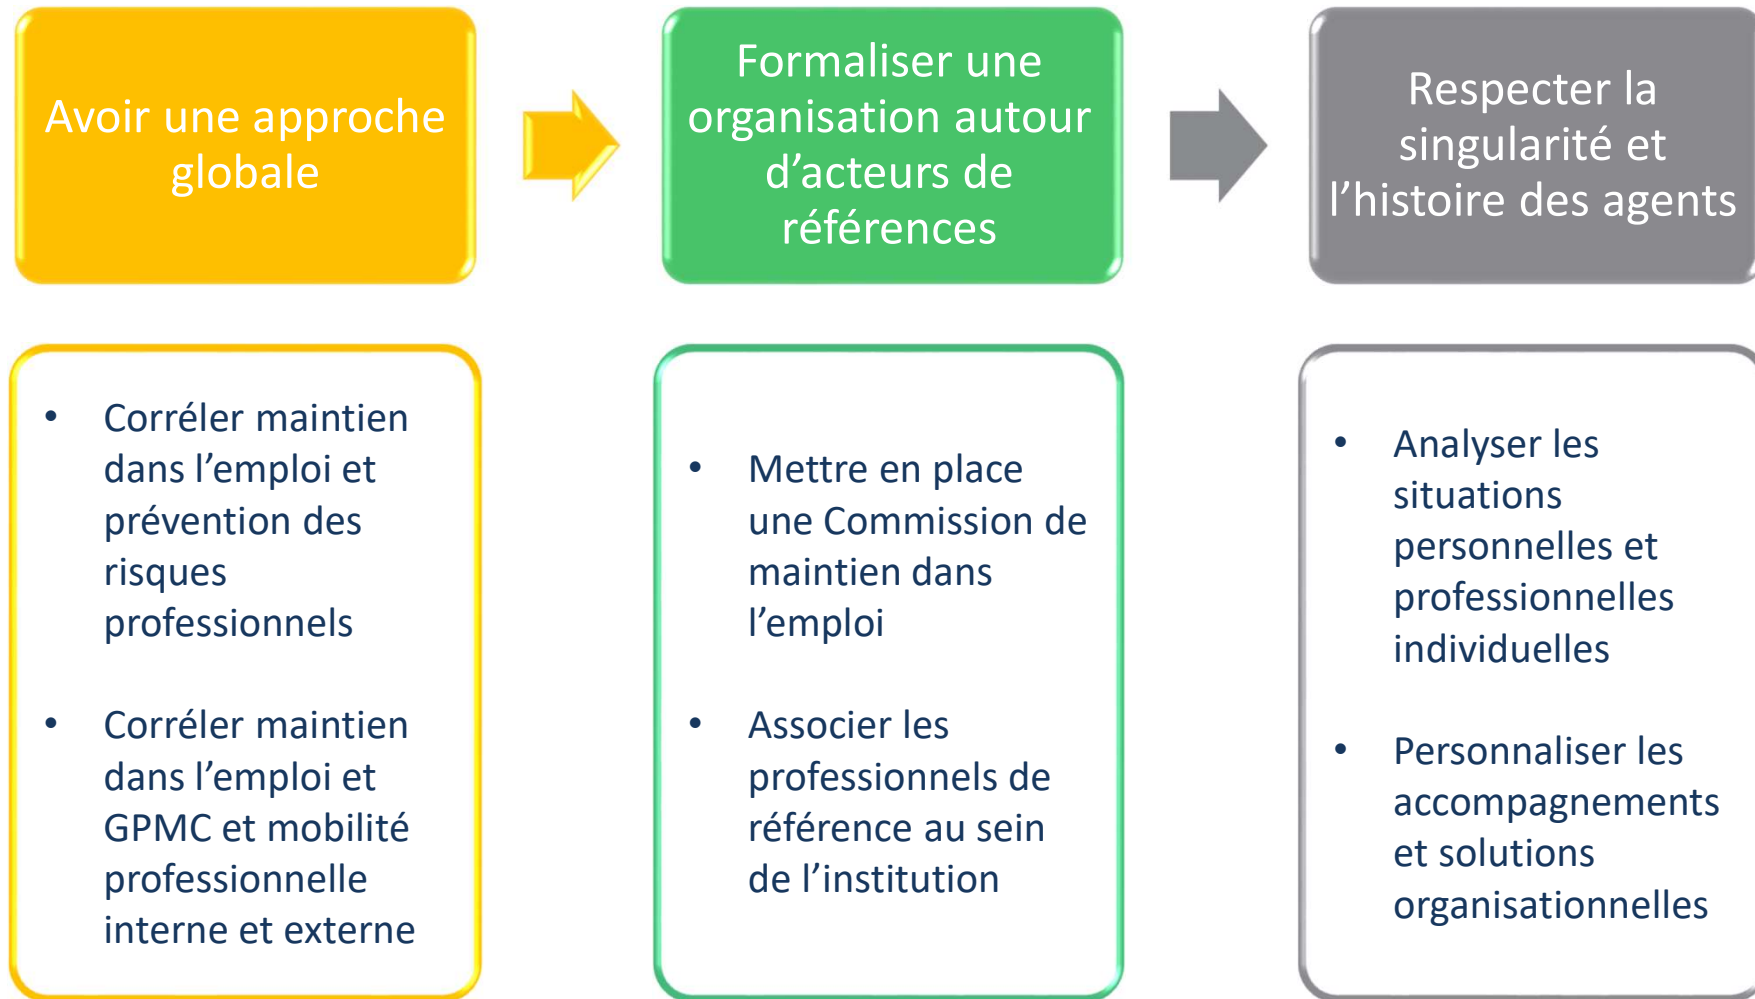 Avoir une approche
globale
Formaliser une
organisation autour
d’acteurs de
références
Respecter la
singularité et
l’histoire des agents
• Corréler maintien
dans l’emploi et
prévention des
risques
professionnels
• Corréler maintien
dans l’emploi et
GPMC et mobilité
professionnelle
interne et externe
• Mettre en place
une Commission de
maintien dans
l’emploi
• Associer les
professionnels de
référence au sein
de l’institution
• Analyser les
situations
personnelles et
professionnelles
individuelles
• Personnaliser les
accompagnements
et solutions
organisationnelles